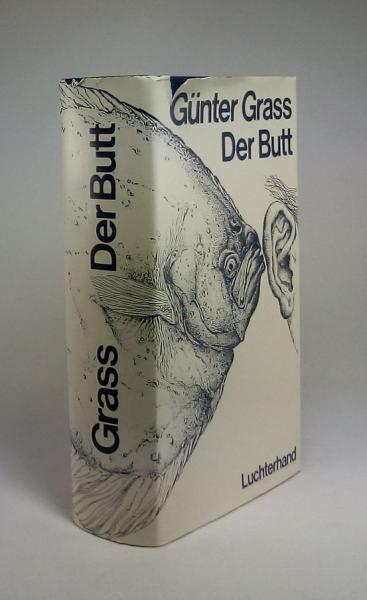 Günter Grass
Der Butt
Luchterhand
Grass Der Butt